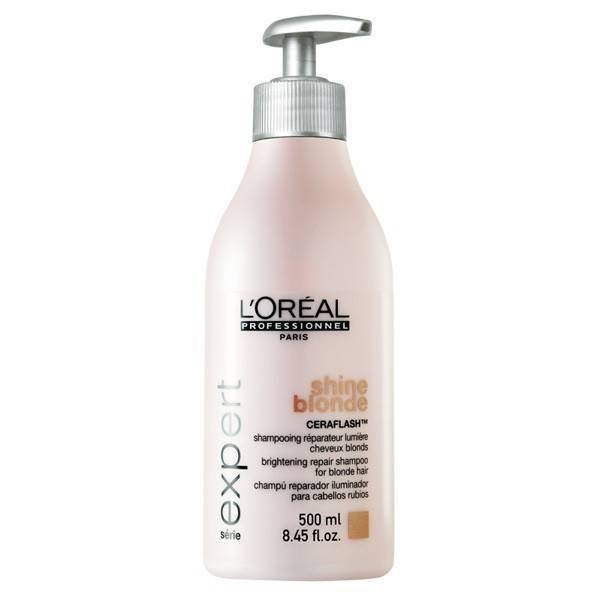 L'ORÉAL
PROFESSIONNEL
PARIS
série expert
shine
blonde
CERAFLASH™
shampooing réparateur lumière
cheveux blonds
brightening repair shampoo
for blonde hair
champú reparador iluminador
para cabellos rubios
500 ml
8.45 fl.oz.